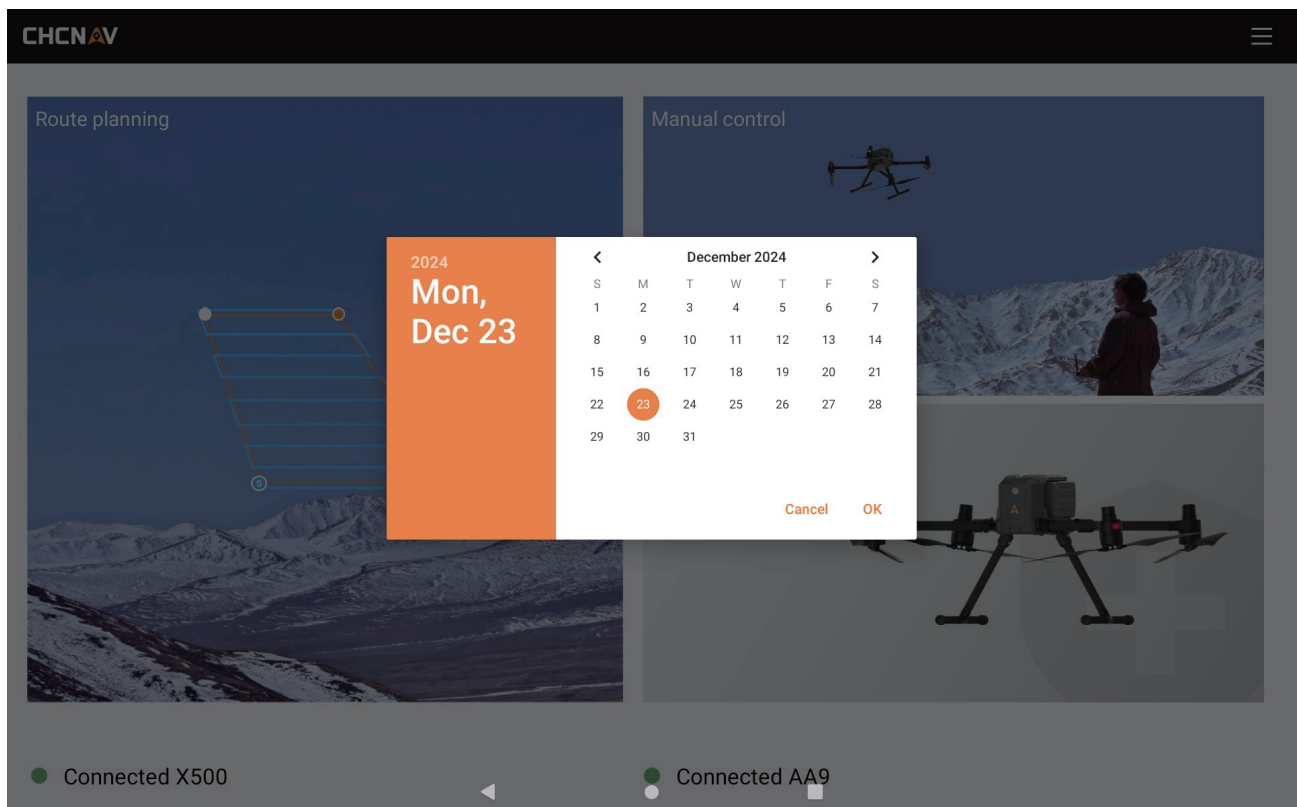 CHCNAV
Route planning
Manual control
2024
Mon,
Dec 23
December 2024
S M T W T F S
1 2 3 4 5 6 7
8 9 10 11 12 13 14
15 16 17 18 19 20 21
22 23 24 25 26 27 28
29 30 31
Cancel OK
S
A
Connected X500
Connected AA9